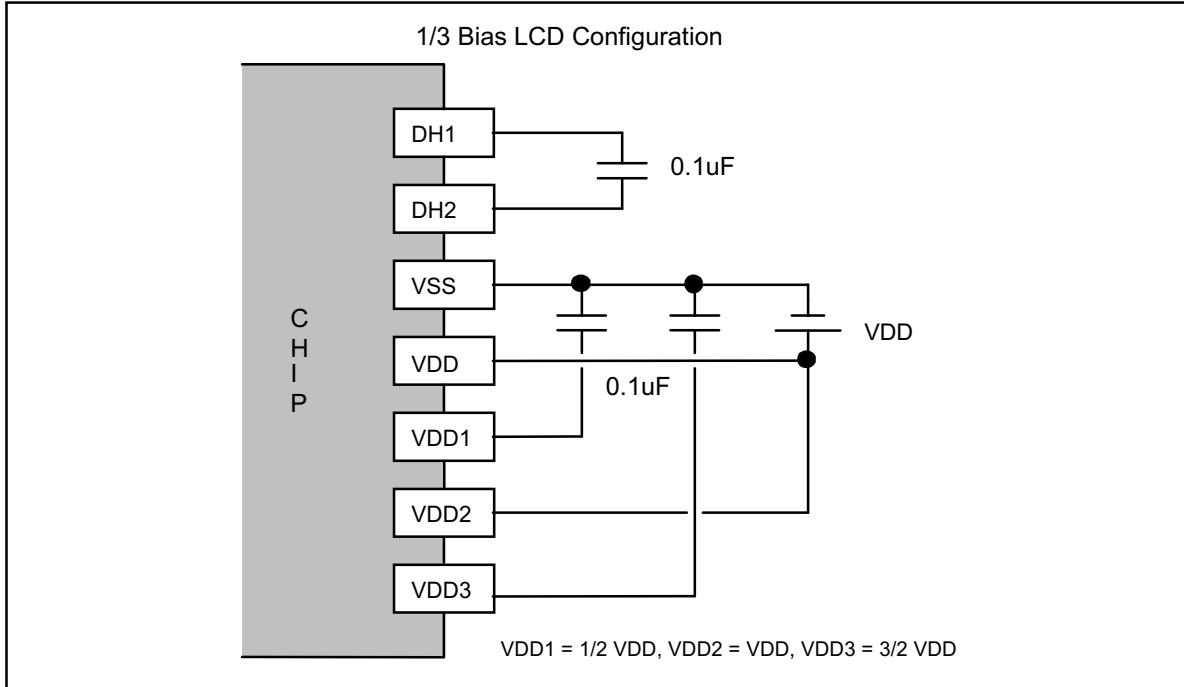 1/3 Bias LCD Configuration
DH1
0.1uF
DH2
VSS
C
H
I
P
VDD
VDD
0.1uF
VDD1
VDD2
VDD3
VDD1 = 1/2 VDD, VDD2 = VDD, VDD3 = 3/2 VDD